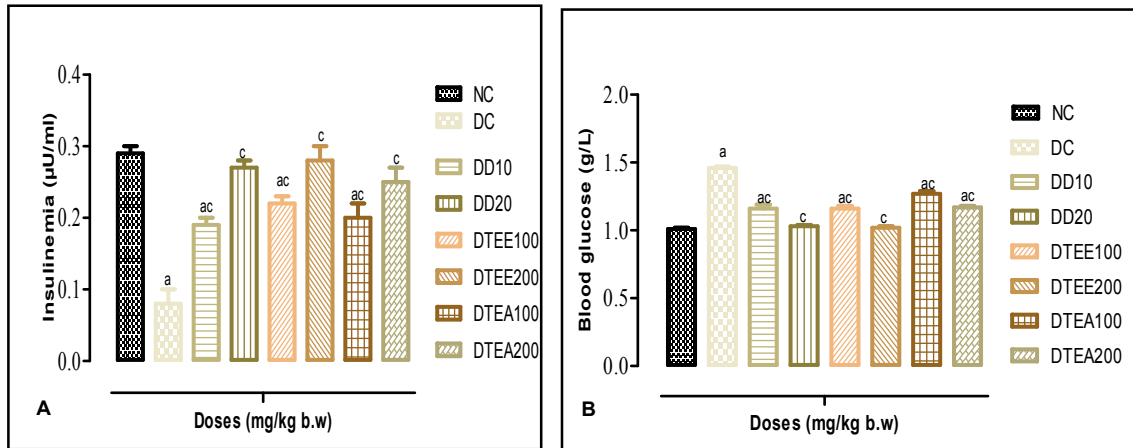 Insulinemia (µU/ml)
0.4
0.3
0.2
0.1
0.0
a
ac
c
ac
c
ac
c
NC
DC
DD10
DD20
DTEE100
DTEE200
DTEA100
DTEA200
A
Doses (mg/kg b.w)
Blood glucose (g/L)
2.0
1.5
1.0
0.5
0.0
a
ac
c
ac
c
ac
ac
NC
DC
DD10
DD20
DTEE100
DTEE200
DTEA100
DTEA200
B
Doses (mg/kg b.w)